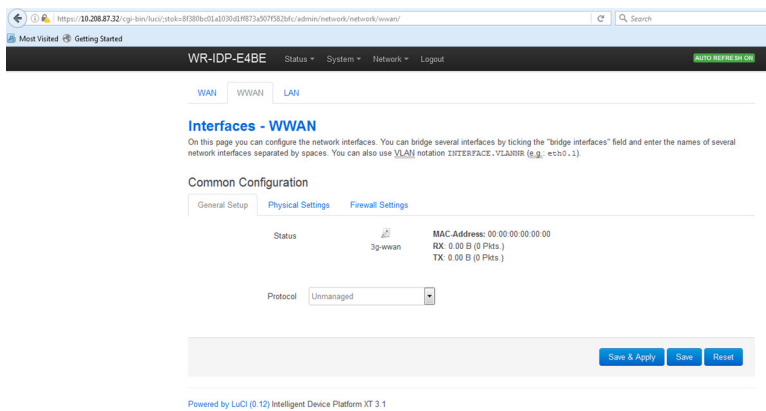 https://10.208.87.32/cgi-bin/luci/;stok=8f380bc01a1030d1ff873a507f582bfc/admin/network/network/wwan/
Search
Most Visited Getting Started
WR-IDP-E4BE Status System Network Logout AUTO REFRESH ON
WAN WWAN LAN
Interfaces - WWAN
On this page you can configure the network interfaces. You can bridge several interfaces by ticking the "bridge interfaces" field and enter the names of several
network interfaces separated by spaces. You can also use VLAN notation INTERFACE.VLANNR (e.g.: eth0.1).
Common Configuration
General Setup Physical Settings Firewall Settings
Status
3g-wwan
MAC-Address: 00:00:00:00:00:00
RX: 0.00 B (0 Pkts.)
TX: 0.00 B (0 Pkts.)
Protocol Unmanaged
Save & Apply Save Reset
Powered by LuCI (0.12) Intelligent Device Platform XT 3.1